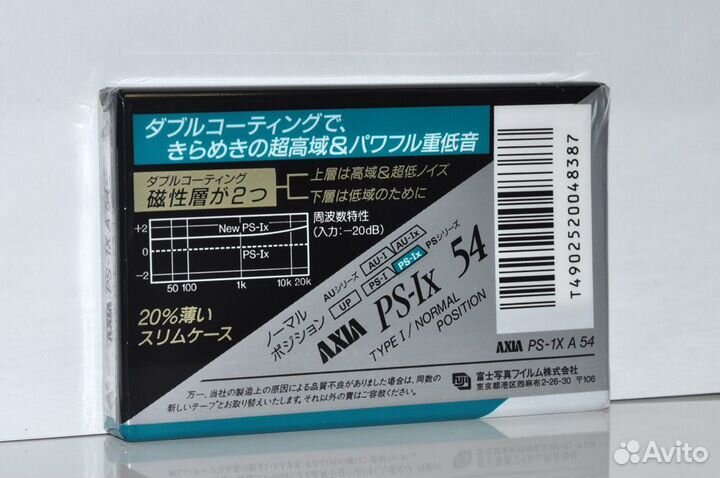 ダブルコーティングで、
きらめきの超高域&パワフル重低音
ダブルコーティング
磁性層が2つ
上層は高域&超低ノイズ
下層は低域のために
周波数特性
(入力:-20dB)
+2
0
-2
New PS-Ix
PS-Ix
50 100 1k 10k 20k
20%薄い
スリムケース
ノーマル
ポジション
AUシリーズ AU-I AU-Ix
UP PS-I PS-Ix PSシリーズ
AXIA PS-Ix 54
TYPE I/NORMAL
POSITION
T4902520048387
AXIA PS-1X A 54
万一、当社の製造上の原因による品質不良がありました場合は、同数の
新しいテープとお取り替えいたします。それ以外の責はご容赦ください。
FUJI
富士写真フイルム株式会社
東京都港区西麻布2-26-30 〒106
AXIA PS-1X A 54
Avito